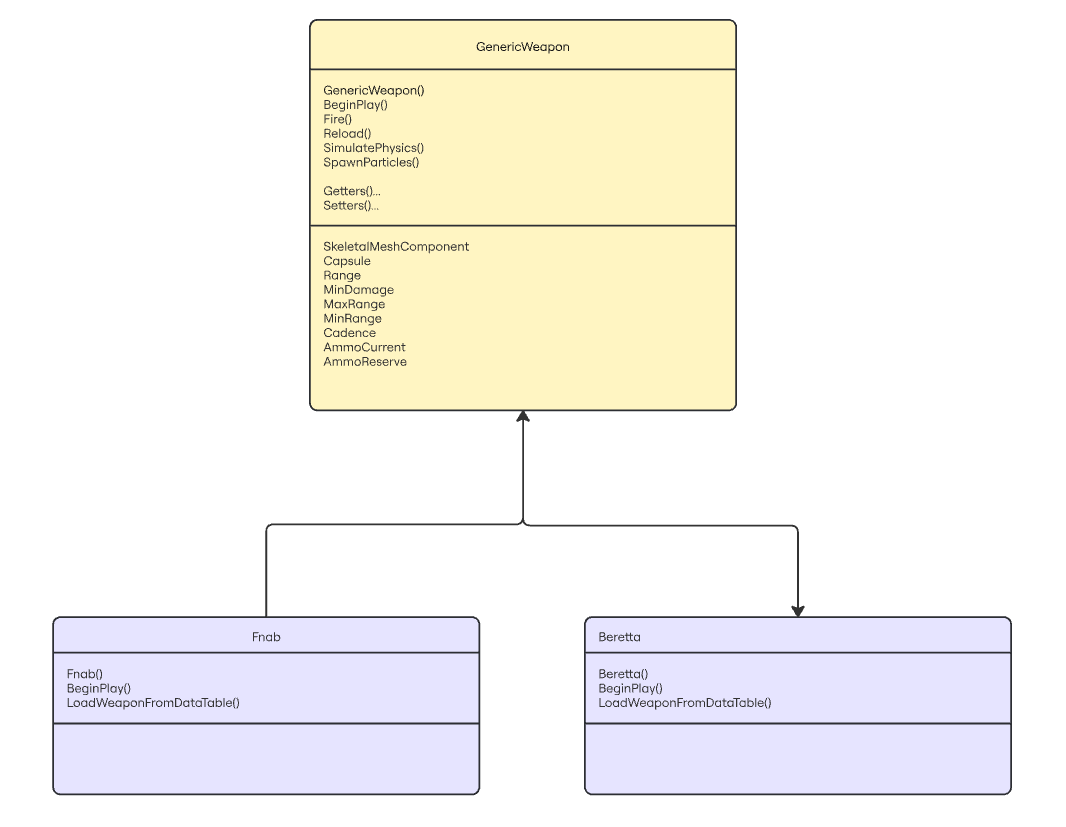 GenericWeapon
GenericWeapon()
BeginPlay()
Fire()
Reload()
SimulatePhysics()
SpawnParticles()
Getters()...
Setters()...
SkeletalMeshComponent
Capsule
Range
MinDamage
MaxRange
MinRange
Cadence
AmmoCurrent
AmmoReserve
Fnab
Fnab()
BeginPlay()
LoadWeaponFromDataTable()
Beretta
Beretta()
BeginPlay()
LoadWeaponFromDataTable()